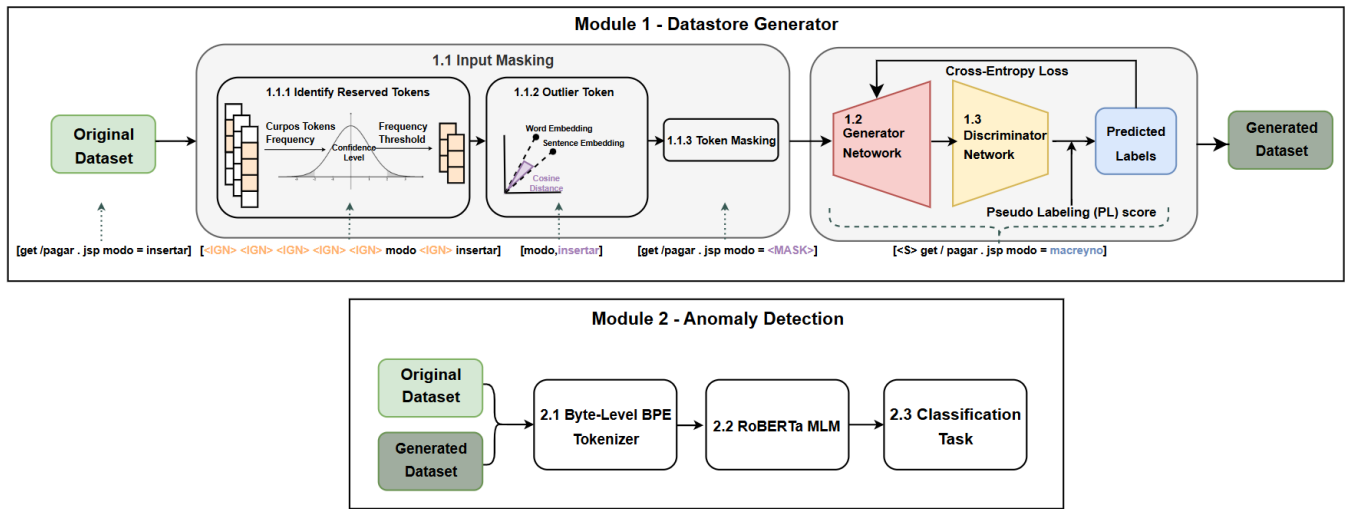 Module 1 - Datastore Generator
1.1 Input Masking
1.1.1 Identify Reserved Tokens
Curpos Tokens
Frequency
Confidence
Level
Frequency
Threshold
1.1.2 Outlier Token
Word Embedding
Sentence Embedding
Cosine
Distance
1.1.3 Token Masking
Original
Dataset
Cross-Entropy Loss
1.2
Generator
Netowork
1.3
Discriminator
Network
Predicted
Labels
Pseudo Labeling (PL) score
Generated
Dataset
[get /pagar . jsp modo = insertar]
[<IGN> <IGN> <IGN> <IGN> <IGN> modo <IGN> insertar]
[modo,insertar]
[get /pagar . jsp modo = <MASK>]
[<S> get / pagar . jsp modo = macreyno]
Module 2 - Anomaly Detection
Original
Dataset
Generated
Dataset
2.1 Byte-Level BPE
Tokenizer
2.2 RoBERTa MLM
2.3 Classification
Task